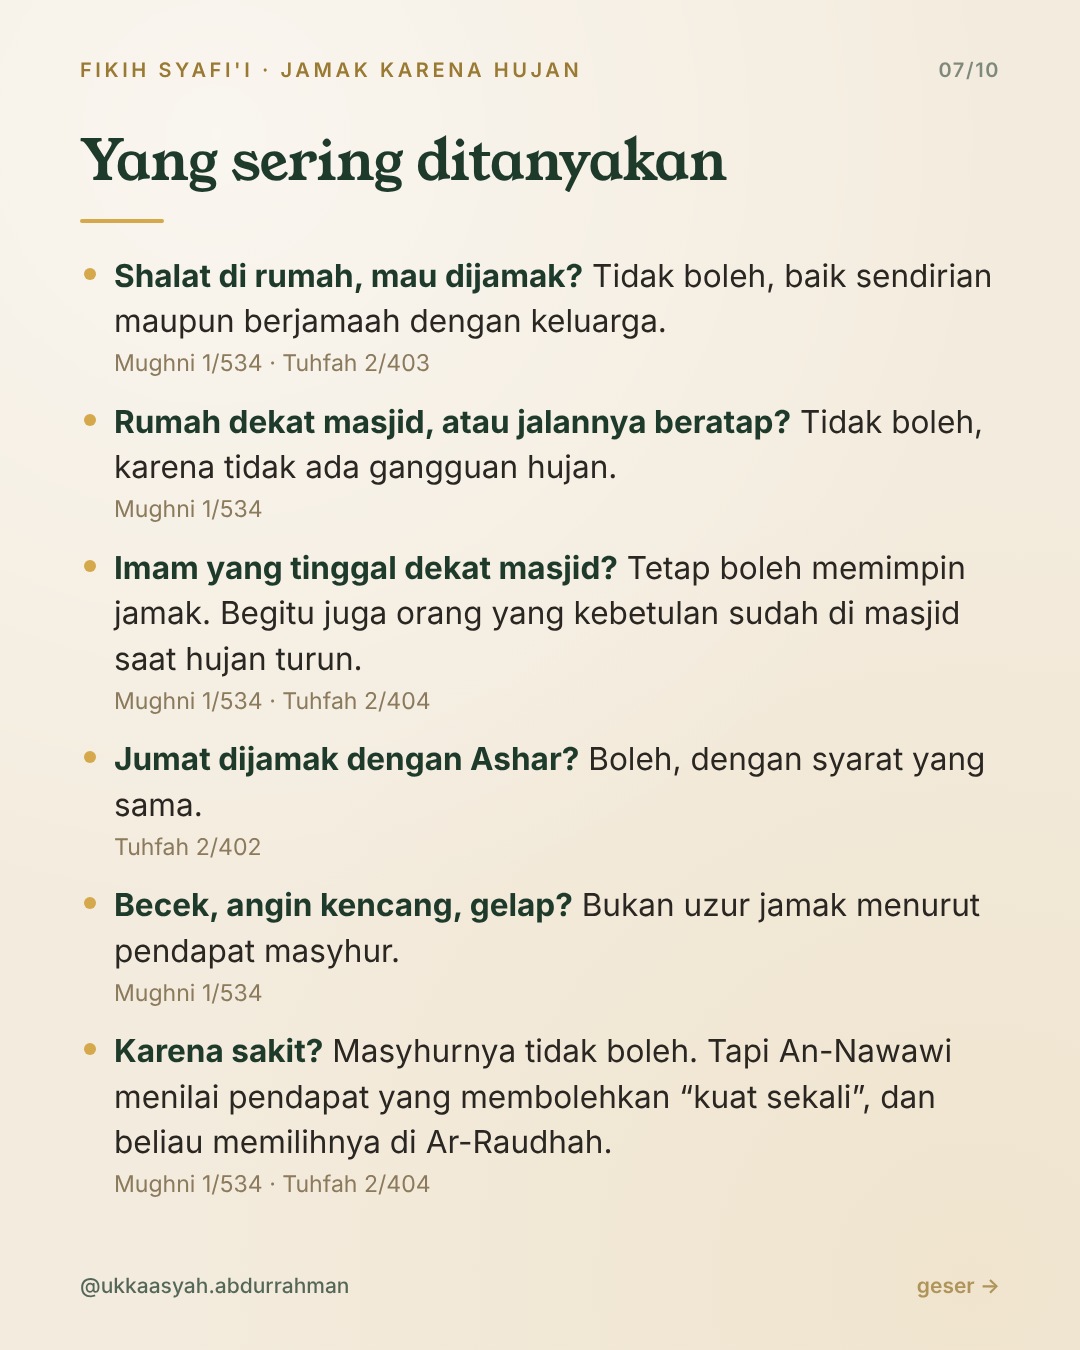 FIKIH SYAFI'I · JAMAK KARENA HUJAN
07/10
Yang sering ditanyakan
• Shalat di rumah, mau dijamak? Tidak boleh, baik sendirian
maupun berjamaah dengan keluarga.
Mughni 1/534 · Tuhfah 2/403
• Rumah dekat masjid, atau jalannya beratap? Tidak boleh,
karena tidak ada gangguan hujan.
Mughni 1/534
• Imam yang tinggal dekat masjid? Tetap boleh memimpin
jamak. Begitu juga orang yang kebetulan sudah di masjid
saat hujan turun.
Mughni 1/534 · Tuhfah 2/404
• Jumat dijamak dengan Ashar? Boleh, dengan syarat yang
sama.
Tuhfah 2/402
• Becek, angin kencang, gelap? Bukan uzur jamak menurut
pendapat masyhur.
Mughni 1/534
• Karena sakit? Masyhurnya tidak boleh. Tapi An-Nawawi
menilai pendapat yang membolehkan “kuat sekali”, dan
beliau memilihnya di Ar-Raudhah.
Mughni 1/534 · Tuhfah 2/404
@ukkaasyah.abdurrahman
geser →